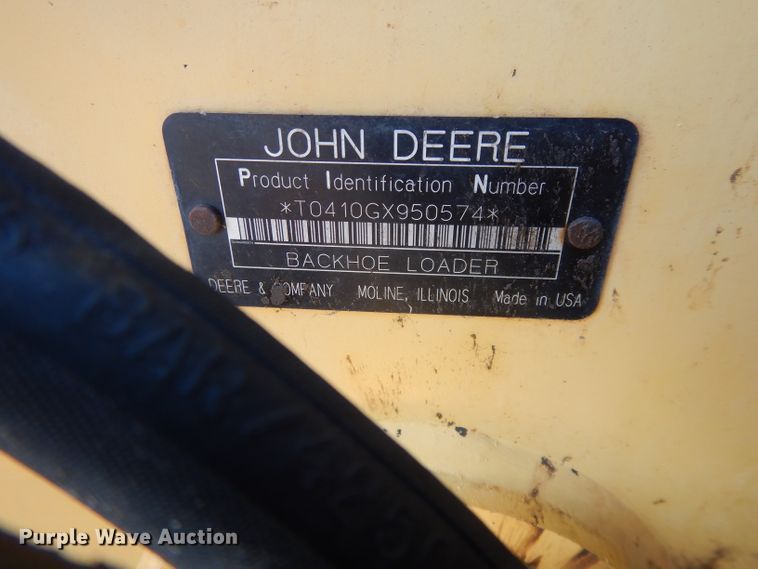 JOHN DEERE
Product Identification Number
*T0410GX950574*
BACKHOE LOADER
DEERE & COMPANY MOLINE, ILLINOIS Made in USA
Purple Wave Auction®